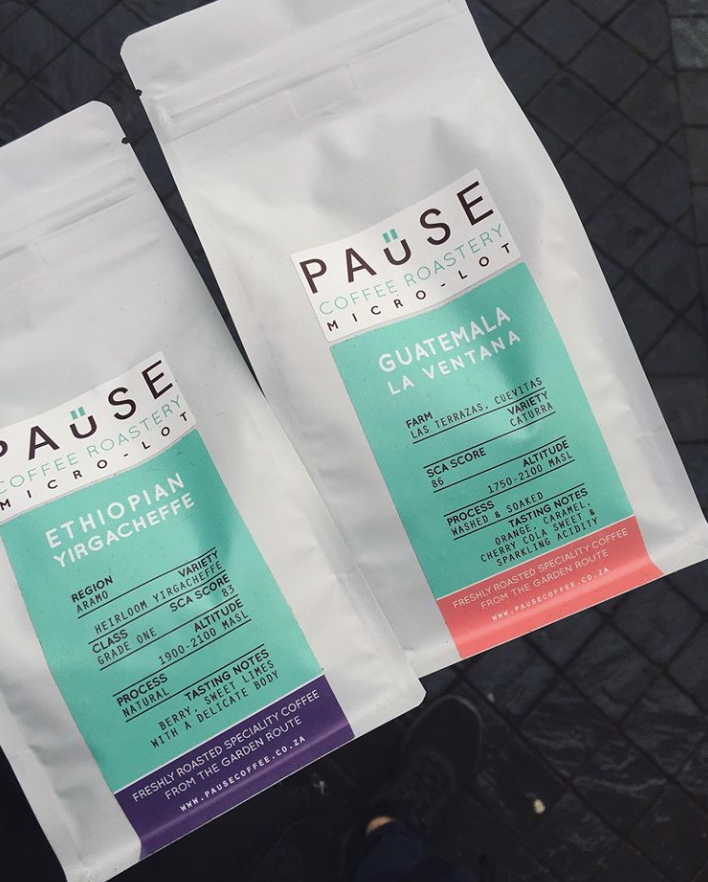 PAÜSE
COFFEE ROASTERY
MICRO-LOT
ETHIOPIAN
YIRGACHEFFE
REGION
ARAMO
VARIETY
HEIRLOOM YIRGACHEFFE
CLASS
GRADE ONE
SCA SCORE
83
ALTITUDE
1900-2100 MASL
PROCESS
NATURAL
TASTING NOTES
BERRY, SWEET LIMES
WITH A DELICATE BODY
FRESHLY ROASTED SPECIALITY COFFEE
FROM THE GARDEN ROUTE
WWW.PAUSECOFFEE.CO.ZA
PAÜSE
COFFEE ROASTERY
MICRO-LOT
GUATEMALA
LA VENTANA
FARM
LAS TERRAZAS, CUEVITAS
VARIETY
CATURRA
SCA SCORE
86
ALTITUDE
1750-2100 MASL
PROCESS
WASHED & SOAKED
TASTING NOTES
ORANGE, CARAMEL,
CHERRY COLA SWEET &
SPARKLING ACIDITY
FRESHLY ROASTED SPECIALITY COFFEE
FROM THE GARDEN ROUTE
WWW.PAUSECOFFEE.CO.ZA